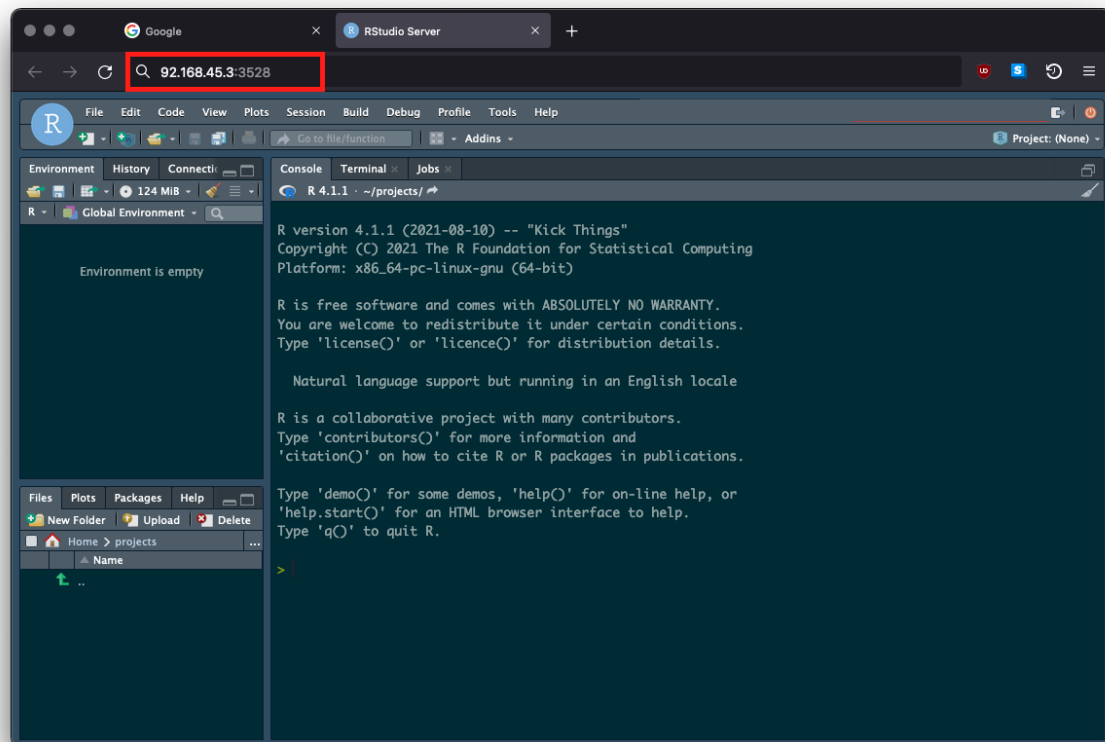 Google
RStudio Server
92.168.45.3:3528
R
File Edit Code View Plots Session Build Debug Profile Tools Help
Go to file/function Addins Project: (None)
Environment History Connectic
124 MiB
R Global Environment
Environment is empty
Console Terminal Jobs
R 4.1.1 · ~/projects/
R version 4.1.1 (2021-08-10) -- "Kick Things"
Copyright (C) 2021 The R Foundation for Statistical Computing
Platform: x86_64-pc-linux-gnu (64-bit)
R is free software and comes with ABSOLUTELY NO WARRANTY.
You are welcome to redistribute it under certain conditions.
Type 'license()' or 'licence()' for distribution details.
Natural language support but running in an English locale
R is a collaborative project with many contributors.
Type 'contributors()' for more information and
'citation()' on how to cite R or R packages in publications.
Type 'demo()' for some demos, 'help()' for on-line help, or
'help.start()' for an HTML browser interface to help.
Type 'q()' to quit R.
>
Files Plots Packages Help
New Folder Upload Delete
Home > projects ...
Name
..